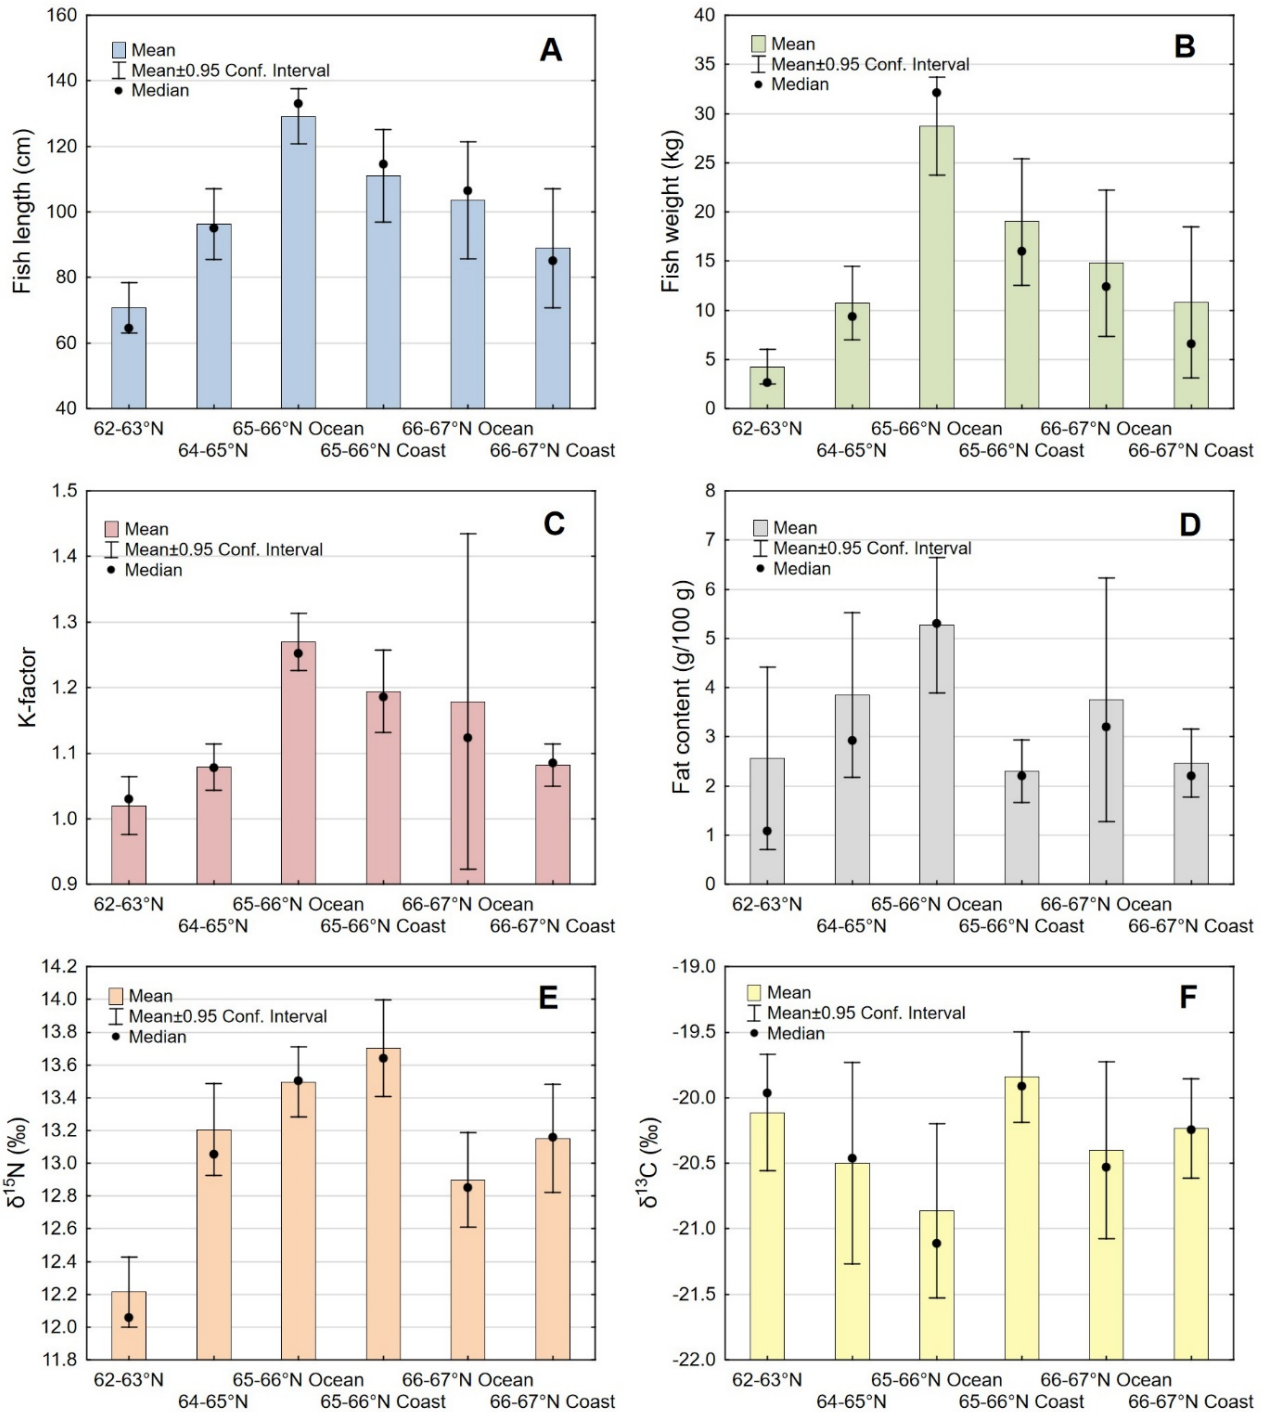 A
Mean
Mean±0.95 Conf. Interval
Median
Fish length (cm)
160
140
120
100
80
60
40
62-63°N
65-66°N Ocean
66-67°N Ocean
64-65°N
65-66°N Coast
66-67°N Coast
B
Mean
Mean±0.95 Conf. Interval
Median
Fish weight (kg)
40
35
30
25
20
15
10
5
0
62-63°N
65-66°N Ocean
66-67°N Ocean
64-65°N
65-66°N Coast
66-67°N Coast
C
Mean
Mean±0.95 Conf. Interval
Median
K-factor
1.5
1.4
1.3
1.2
1.1
1.0
0.9
62-63°N
65-66°N Ocean
66-67°N Ocean
64-65°N
65-66°N Coast
66-67°N Coast
D
Mean
Mean±0.95 Conf. Interval
Median
Fat content (g/100 g)
8
7
6
5
4
3
2
1
0
62-63°N
65-66°N Ocean
66-67°N Ocean
64-65°N
65-66°N Coast
66-67°N Coast
E
Mean
Mean±0.95 Conf. Interval
Median
δ¹⁵N (‰)
14.2
14.0
13.8
13.6
13.4
13.2
13.0
12.8
12.6
12.4
12.2
12.0
11.8
62-63°N
65-66°N Ocean
66-67°N Ocean
64-65°N
65-66°N Coast
66-67°N Coast
F
Mean
Mean±0.95 Conf. Interval
Median
δ¹³C (‰)
-19.0
-19.5
-20.0
-20.5
-21.0
-21.5
-22.0
62-63°N
65-66°N Ocean
66-67°N Ocean
64-65°N
65-66°N Coast
66-67°N Coast